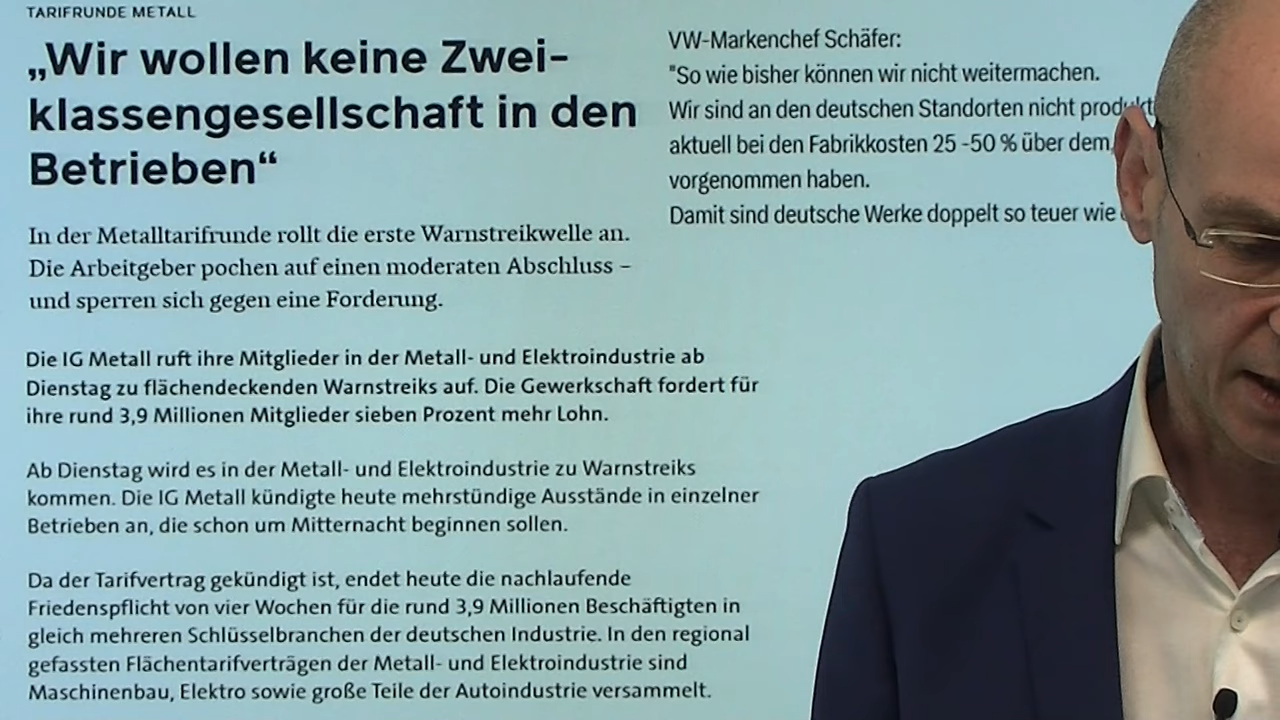 TARIFRUNDE METALL
„Wir wollen keine Zwei-
klassengesellschaft in den
Betrieben“
In der Metalltarifrunde rollt die erste Warnstreikwelle an.
Die Arbeitgeber pochen auf einen moderaten Abschluss –
und sperren sich gegen eine Forderung.
Die IG Metall ruft ihre Mitglieder in der Metall- und Elektroindustrie ab
Dienstag zu flächendeckenden Warnstreiks auf. Die Gewerkschaft fordert für
ihre rund 3,9 Millionen Mitglieder sieben Prozent mehr Lohn.
Ab Dienstag wird es in der Metall- und Elektroindustrie zu Warnstreiks
kommen. Die IG Metall kündigte heute mehrstündige Ausstände in einzelner
Betrieben an, die schon um Mitternacht beginnen sollen.
Da der Tarifvertrag gekündigt ist, endet heute die nachlaufende
Friedenspflicht von vier Wochen für die rund 3,9 Millionen Beschäftigten in
gleich mehreren Schlüsselbranchen der deutschen Industrie. In den regional
gefassten Flächentarifverträgen der Metall- und Elektroindustrie sind
Maschinenbau, Elektro sowie große Teile der Autoindustrie versammelt.
VW-Markenchef Schäfer:
"So wie bisher können wir nicht weitermachen.
Wir sind an den deutschen Standorten nicht produkt
aktuell bei den Fabrikkosten 25 -50 % über dem
vorgenommen haben.
Damit sind deutsche Werke doppelt so teuer wie